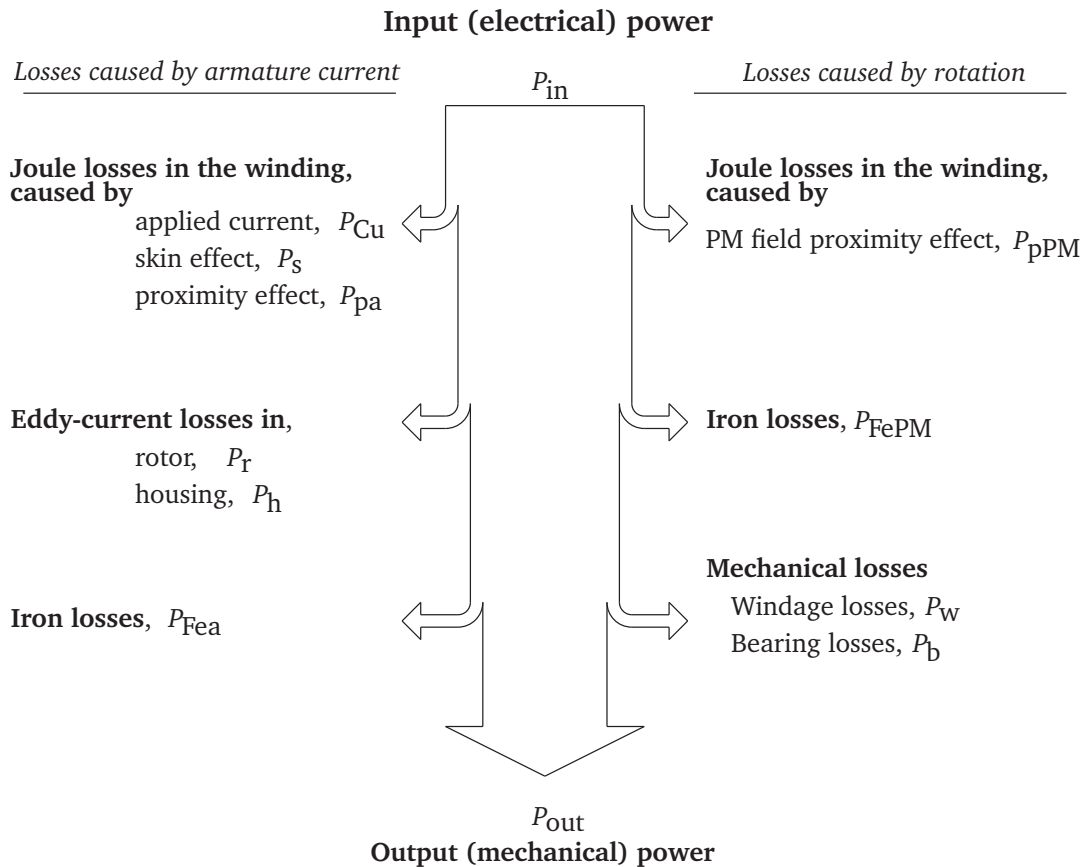 Input (electrical) power
Losses caused by armature current
P_in
Losses caused by rotation
Joule losses in the winding,
caused by
applied current, P_Cu
skin effect, P_s
proximity effect, P_pa
Joule losses in the winding,
caused by
PM field proximity effect, P_pPM
Eddy-current losses in,
rotor, P_r
housing, P_h
Iron losses, P_FePM
Iron losses, P_Fea
Mechanical losses
Windage losses, P_w
Bearing losses, P_b
P_out
Output (mechanical) power